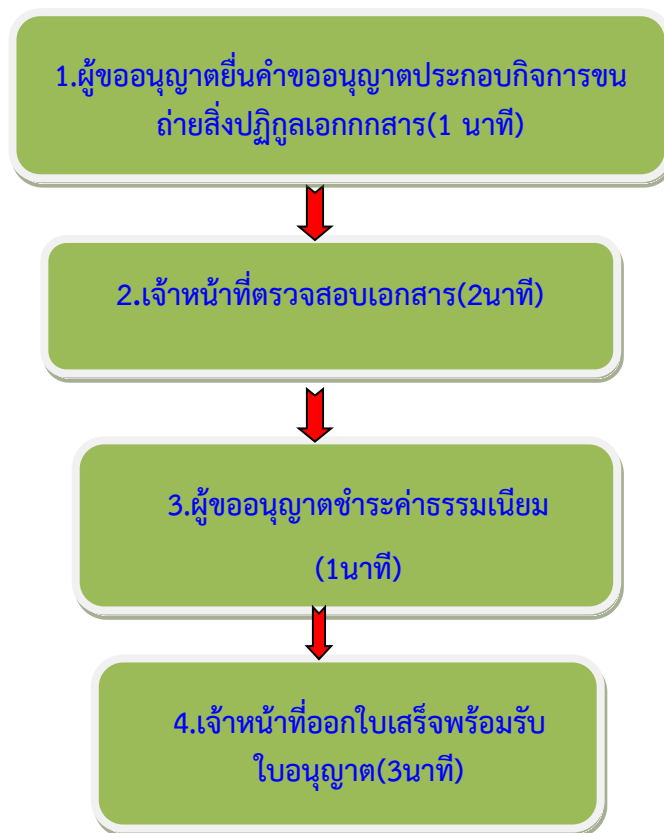 1.ผู้ขออนุญาตยื่นคำขออนุญาตประกอบกิจการขน
ถ่ายสิ่งปฏิกูลเอกกกสาร(1 นาที)
2.เจ้าหน้าที่ตรวจสอบเอกสาร(2นาที)
3.ผู้ขออนุญาตชำระค่าธรรมเนียม
(1นาที)
4.เจ้าหน้าที่ออกใบเสร็จพร้อมรับ
ใบอนุญาต(3นาที)